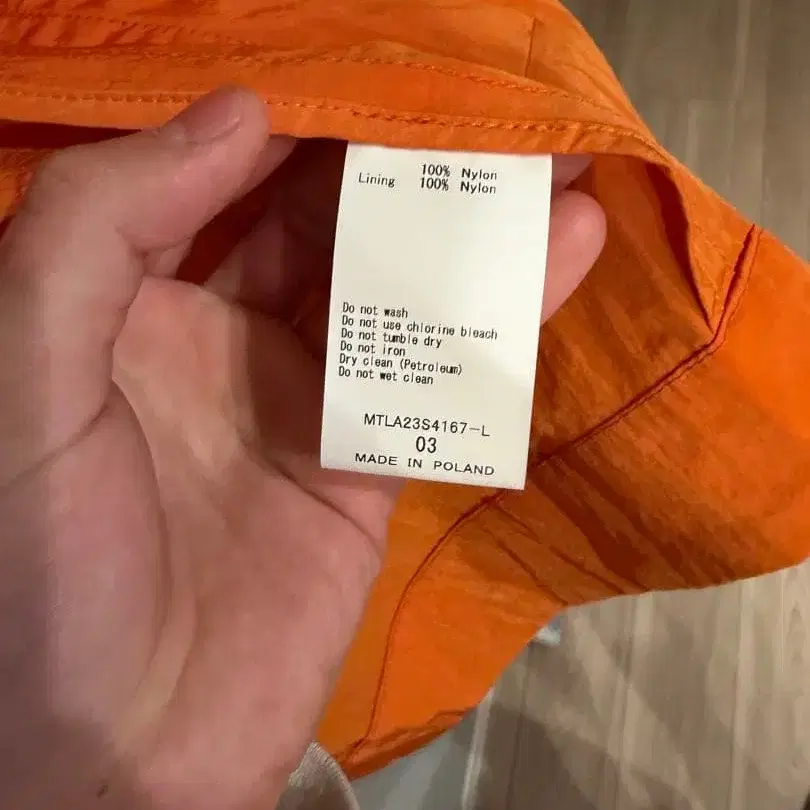 100% Nylon
Lining 100% Nylon
Do not wash
Do not use chlorine bleach
Do not tumble dry
Do not iron
Dry clean (Petroleum)
Do not wet clean
MTLA23S4167-L
03
MADE IN POLAND